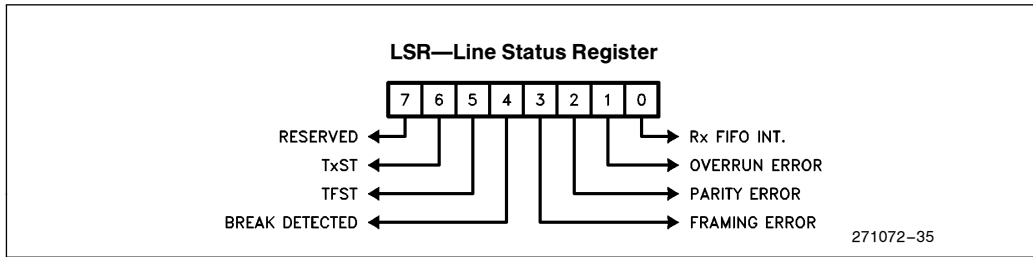 LSR—Line Status Register
7 6 5 4 3 2 1 0
RESERVED Rx FIFO INT.
TxST OVERRUN ERROR
TFST PARITY ERROR
BREAK DETECTED FRAMING ERROR
271072–35